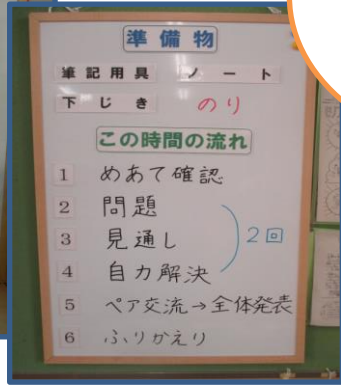 準備物
筆記用具 ノート
下じき のり
この時間の流れ
1 めあて確認
2 問題
3 見通し 2回
4 自力解決
5 ペア交流→全体発表
6 ふりかえり